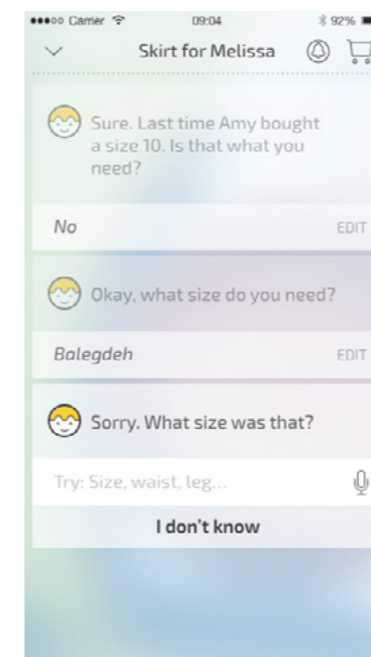 Carrier 09:04 92%
Skirt for Melissa
Sure. Last time Amy bought
a size 10. Is that what you
need?
No EDIT
Okay, what size do you need?
Balegdeh EDIT
Sorry. What size was that?
Try: Size, waist, leg...
I don't know